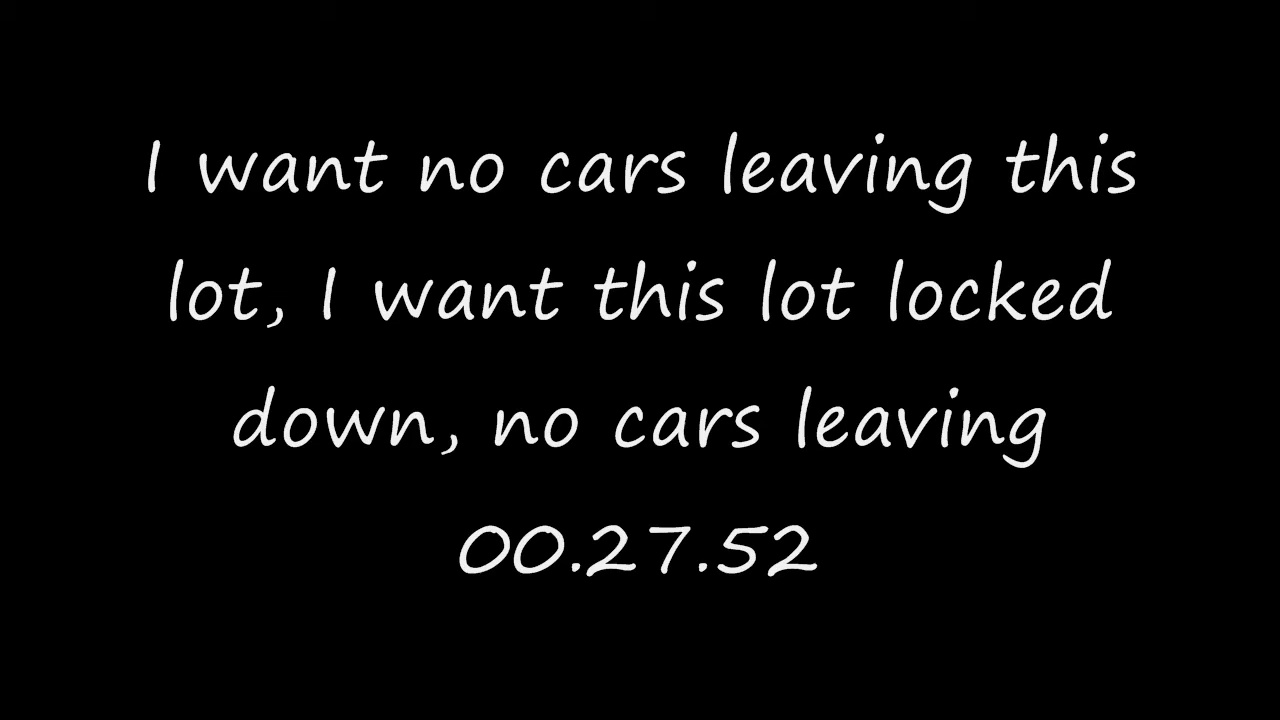 I want no cars leaving this
lot, I want this lot locked
down, no cars leaving
00.27.52